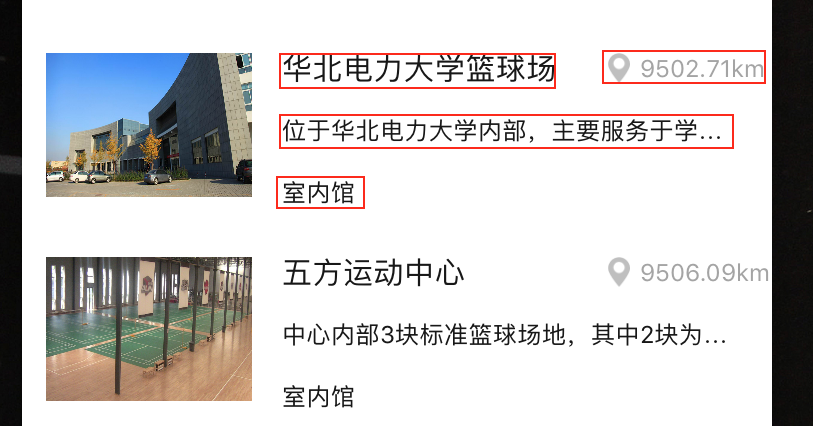 华北电力大学篮球场 9502.71km
位于华北电力大学内部，主要服务于学...
室内馆
五方运动中心 9506.09km
中心内部3块标准篮球场地，其中2块为...
室内馆